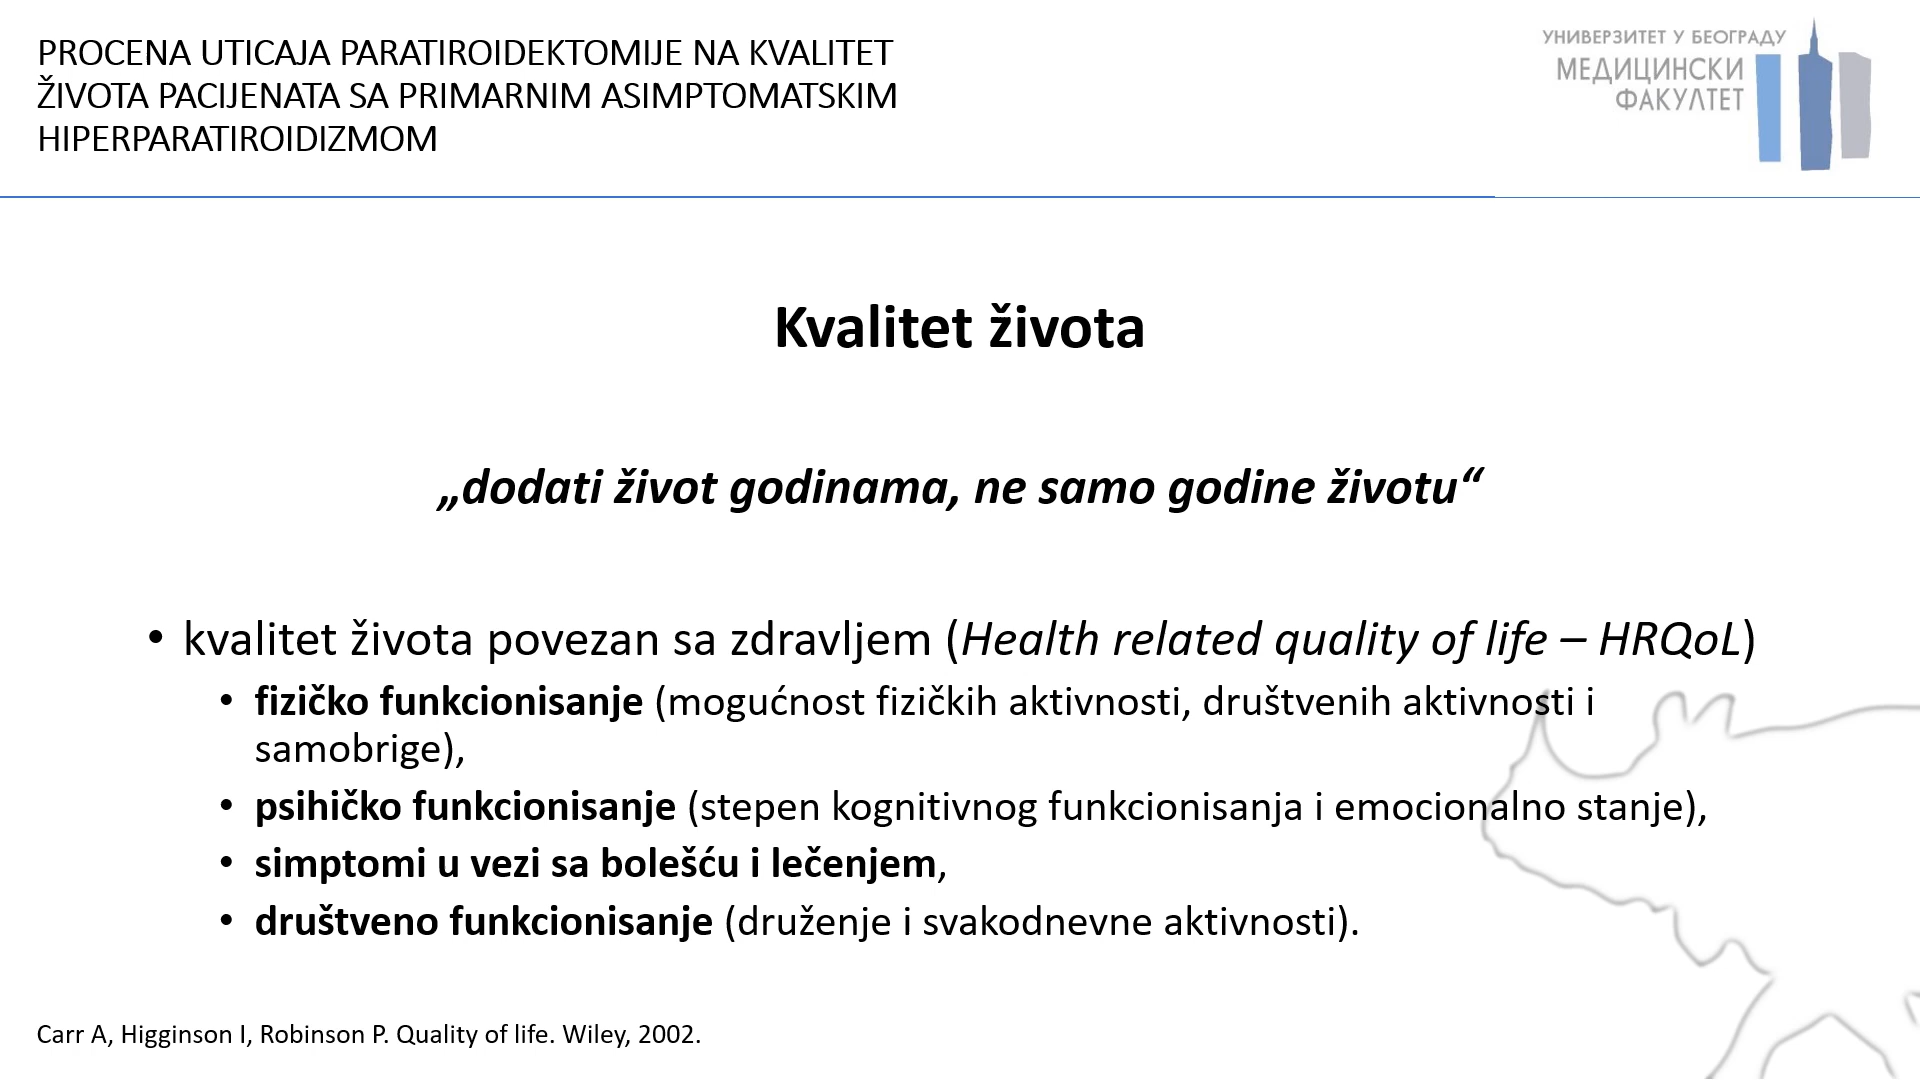 PROCENA UTICAJA PARATIROIDEKTOMIJE NA KVALITET
ŽIVOTA PACIJENATA SA PRIMARNIM ASIMPTOMATSKIM
HIPERPARATIROIDIZMOM
УНИВЕРЗИТЕТ У БЕОГРАДУ
МЕДИЦИНСКИ
ФАКУЛТЕТ
Kvalitet života
„dodati život godinama, ne samo godine životu“
• kvalitet života povezan sa zdravljem (Health related quality of life – HRQoL)
• fizičko funkcionisanje (mogućnost fizičkih aktivnosti, društvenih aktivnosti i
samobrige),
• psihičko funkcionisanje (stepen kognitivnog funkcionisanja i emocionalno stanje),
• simptomi u vezi sa bolešću i lečenjem,
• društveno funkcionisanje (druženje i svakodnevne aktivnosti).
Carr A, Higginson I, Robinson P. Quality of life. Wiley, 2002.